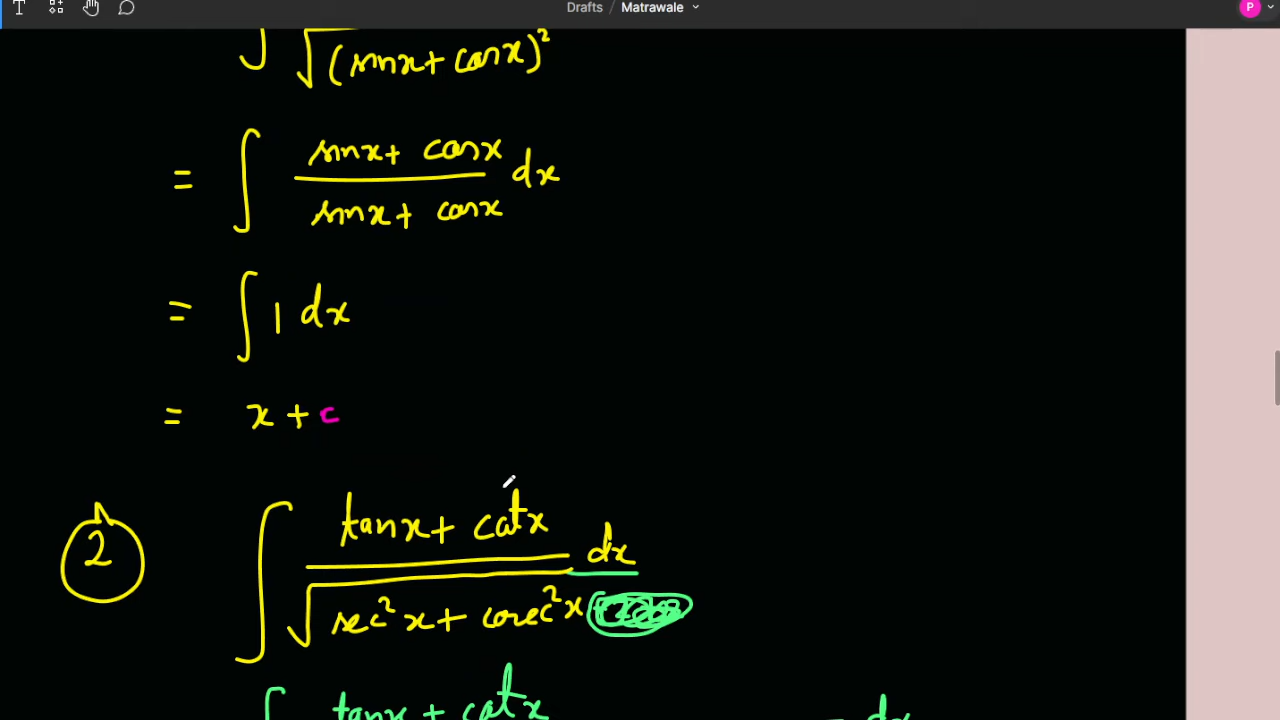 Drafts / Matrawale
P
∫ √(sinx+ cosx)²
= ∫ sinx+ cosx / sinx+ cosx dx
= ∫ 1 dx
= x + c
2 ∫ tanx + cotx / √sec²x + cosec²x dx
∫ tanx + cotx dx